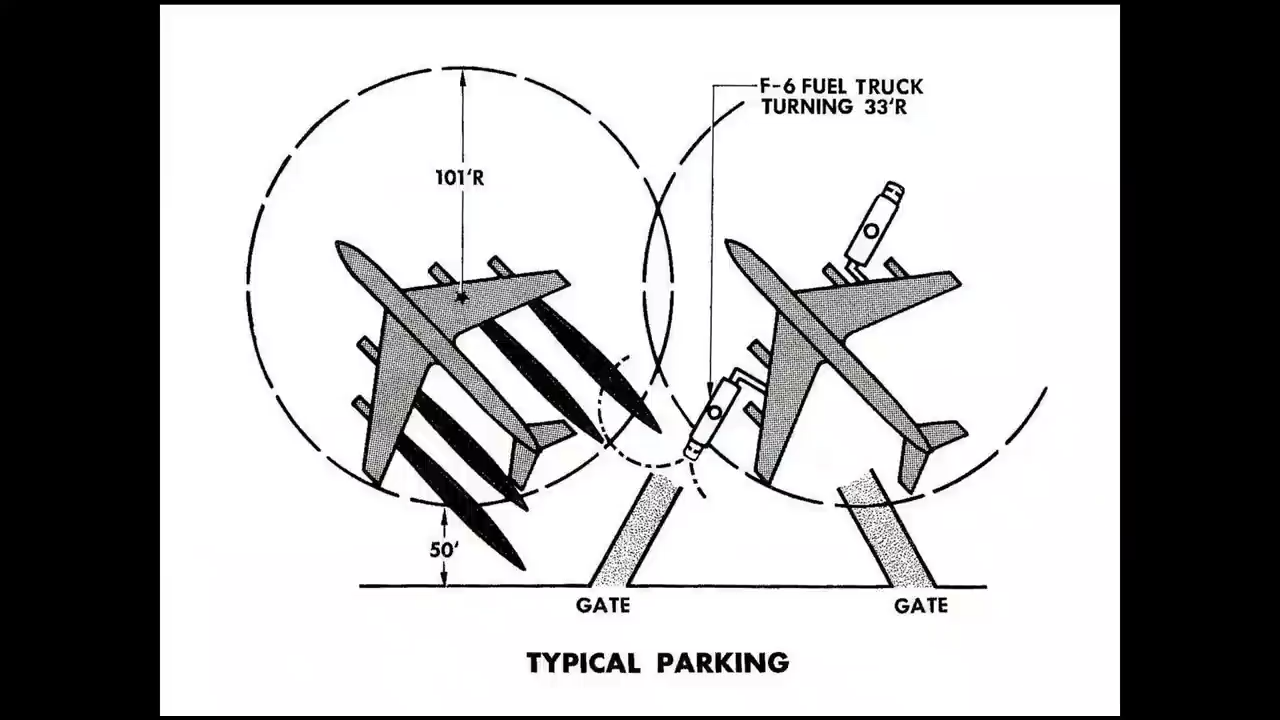 F-6 FUEL TRUCK
TURNING 33'R
101'R
50'
GATE
GATE
TYPICAL PARKING